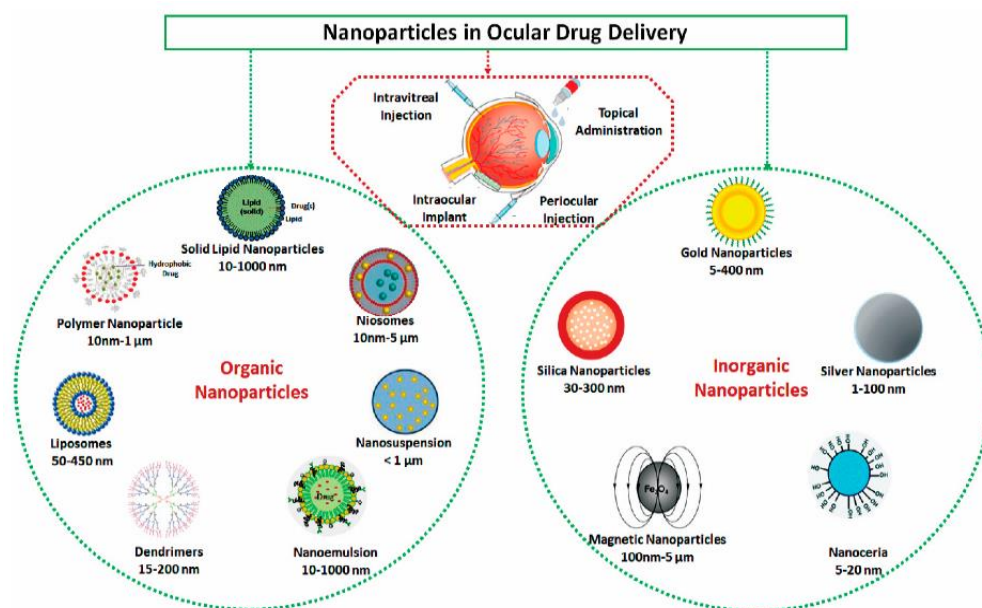 Nanoparticles in Ocular Drug Delivery
Intravitreal
Injection
Topical
Administration
Intraocular
Implant
Periocular
Injection
Lipid
(solid)
Drug(s)
Lipid
Solid Lipid Nanoparticles
10-1000 nm
Hydrophobic
Drug
Polymer Nanoparticle
10nm-1 µm
Niosomes
10nm-5 µm
Organic
Nanoparticles
Liposomes
50-450 nm
Nanosuspension
< 1 µm
Dendrimers
15-200 nm
Drug
Nanoemulsion
10-1000 nm
Gold Nanoparticles
5-400 nm
Silica Nanoparticles
30-300 nm
Inorganic
Nanoparticles
Silver Nanoparticles
1-100 nm
Magnetic Nanoparticles
100nm-5 µm
Nanoceria
5-20 nm